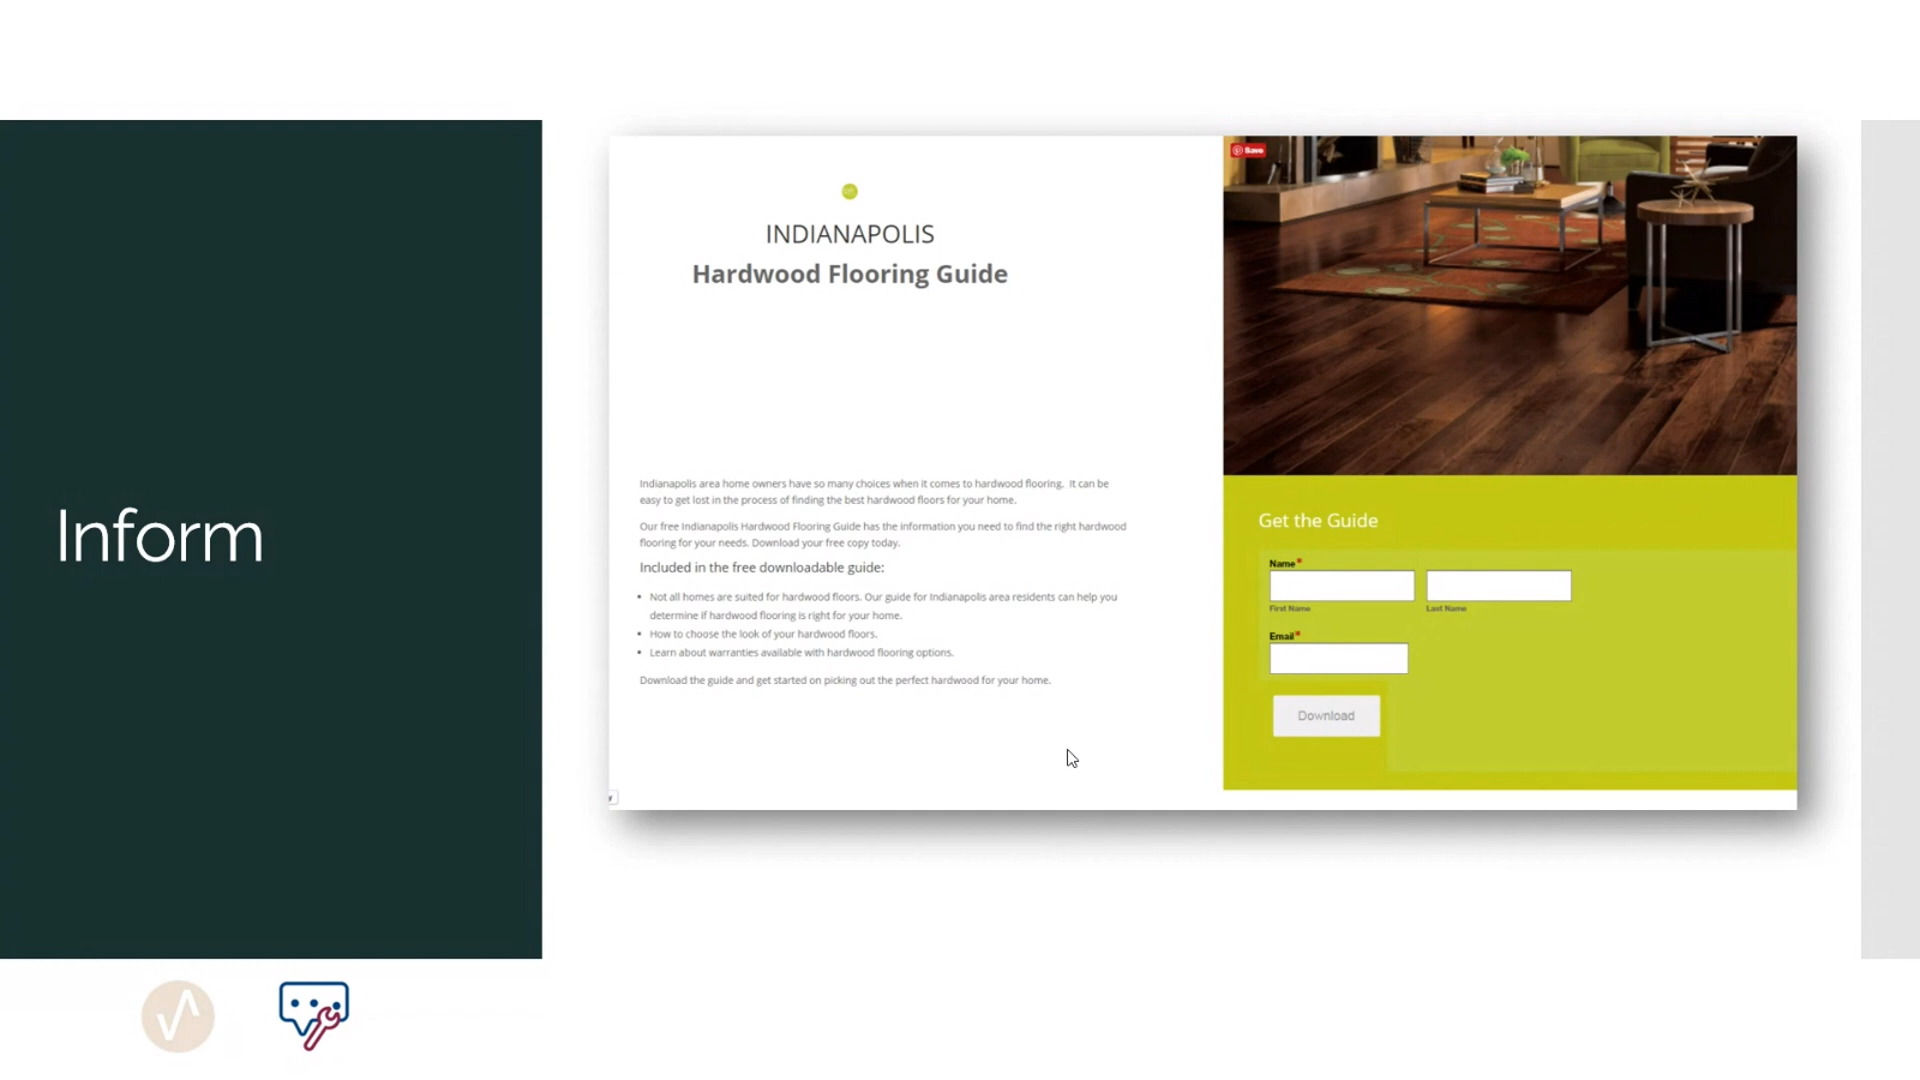 Inform
INDIANAPOLIS
Hardwood Flooring Guide
Indianapolis area home owners have so many choices when it comes to hardwood flooring. It can be
easy to get lost in the process of finding the best hardwood floors for your home.
Our free Indianapolis Hardwood Flooring Guide has the information you need to find the right hardwood
flooring for your needs. Download your free copy today.
Included in the free downloadable guide:
• Not all homes are suited for hardwood floors. Our guide for Indianapolis area residents can help you
determine if hardwood flooring is right for your home.
• How to choose the look of your hardwood floors.
• Learn about warranties available with hardwood flooring options.
Download the guide and get started on picking out the perfect hardwood for your home.
Save
Get the Guide
Name*
First Name Last Name
Email*
Download